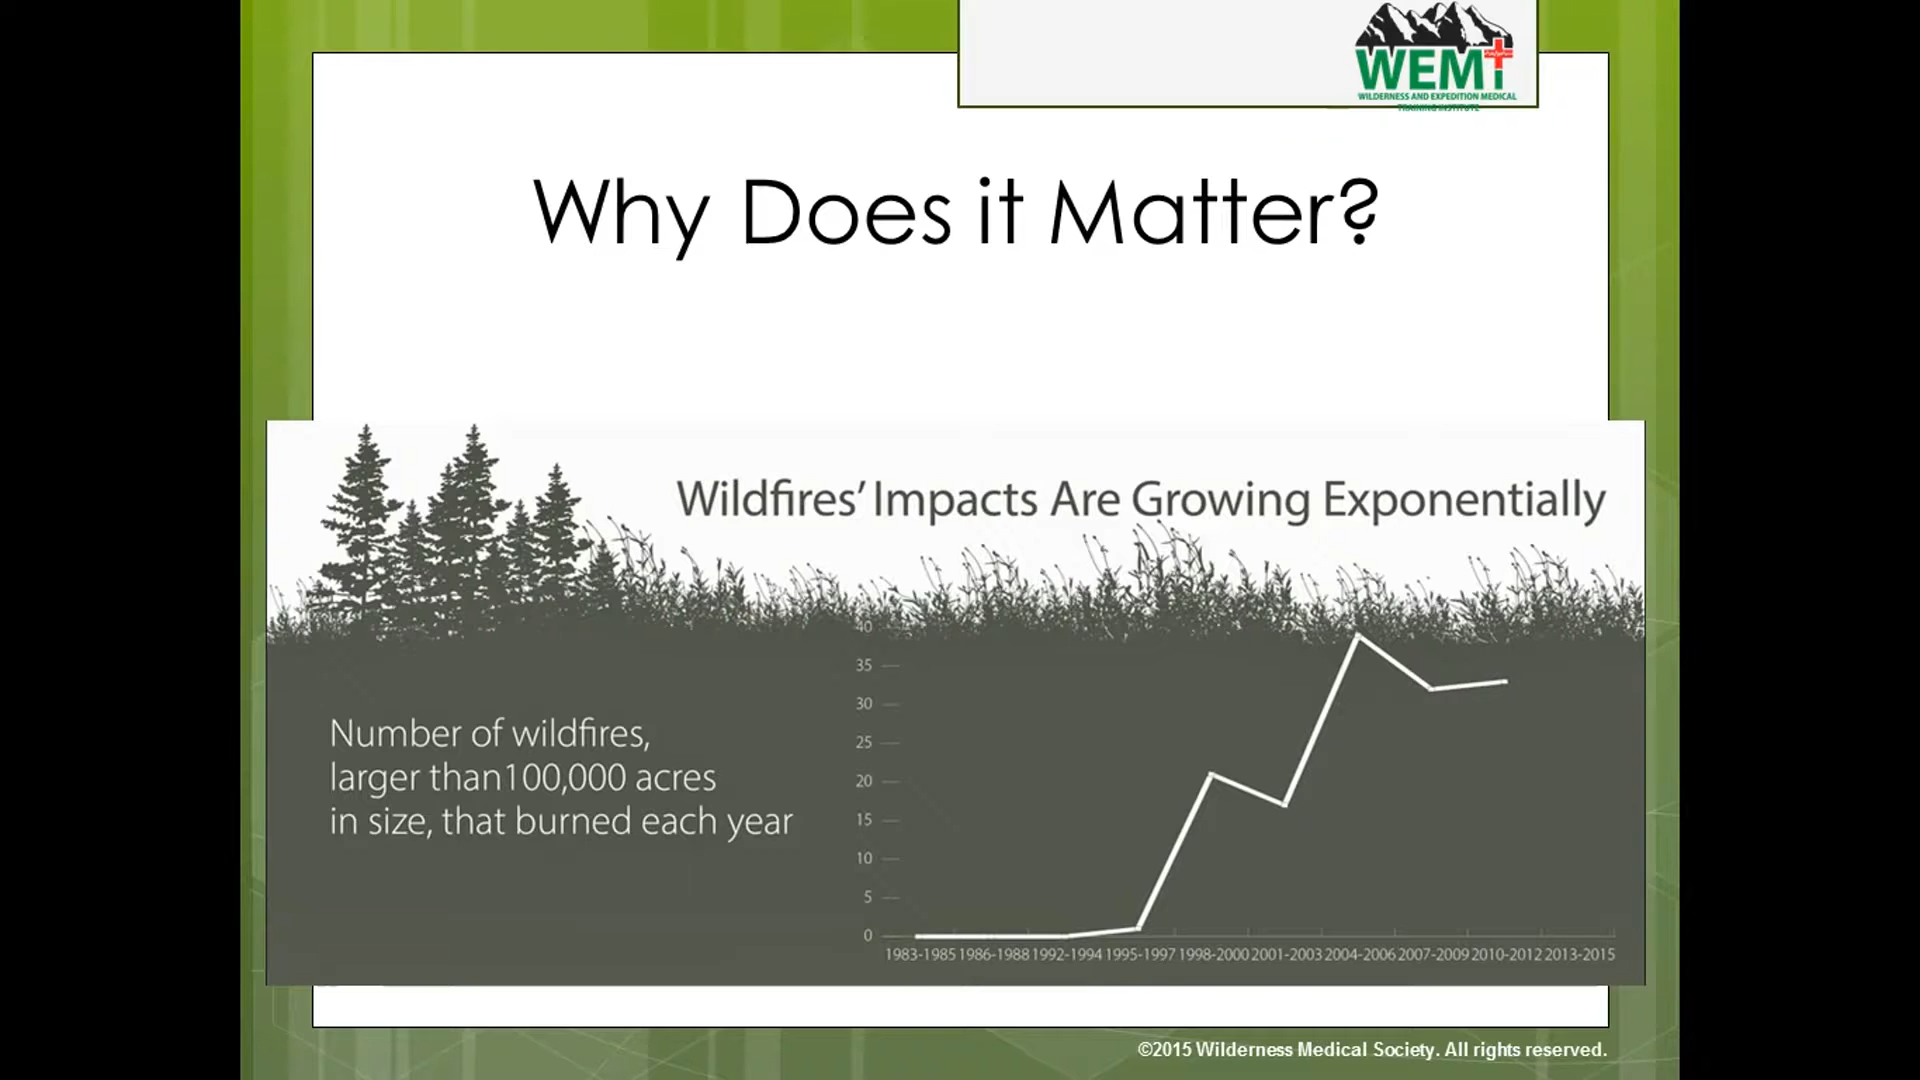 WEMT
WILDERNESS AND EXPEDITION MEDICAL
TRAINING INSTITUTE
Why Does it Matter?
Wildfires’ Impacts Are Growing Exponentially
Number of wildfires,
larger than100,000 acres
in size, that burned each year
40
35
30
25
20
15
10
5
0
1983-1985 1986-1988 1992-1994 1995-1997 1998-2000 2001-2003 2004-2006 2007-2009 2010-2012 2013-2015
©2015 Wilderness Medical Society. All rights reserved.